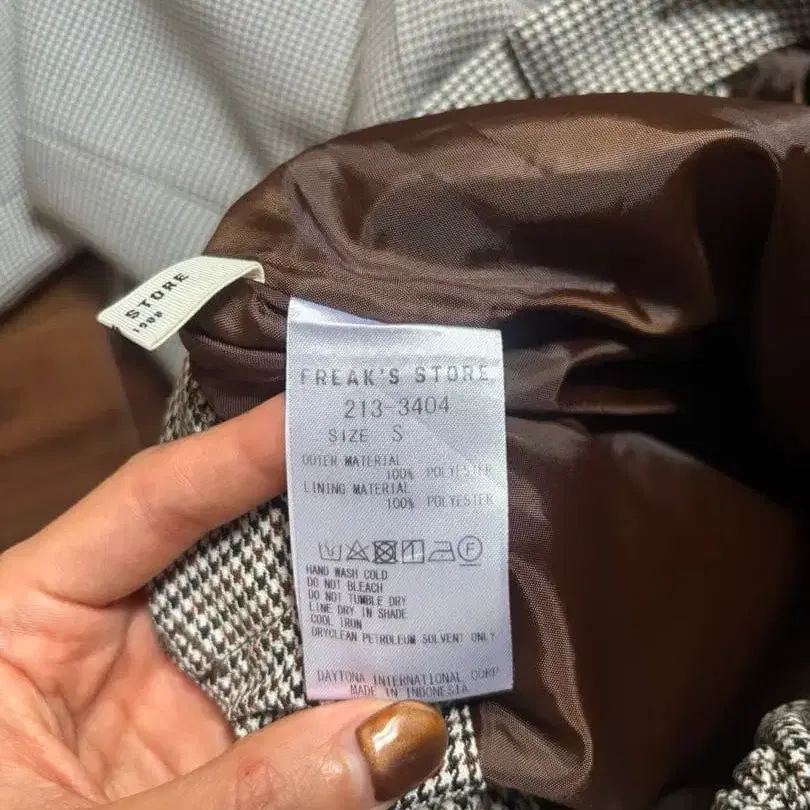 STORE
FREAK'S STORE
213-3404
SIZE S
OUTER MATERIAL
100% POLYESTER
LINING MATERIAL
100% POLYESTER
HAND WASH COLD
DO NOT BLEACH
DO NOT TUMBLE DRY
LINE DRY IN SHADE
COOL IRON
DRYCLEAN PETROLEUM SOLVENT ONLY
F
DAYTONA INTERNATIONAL CORP
MADE IN INDONESIA